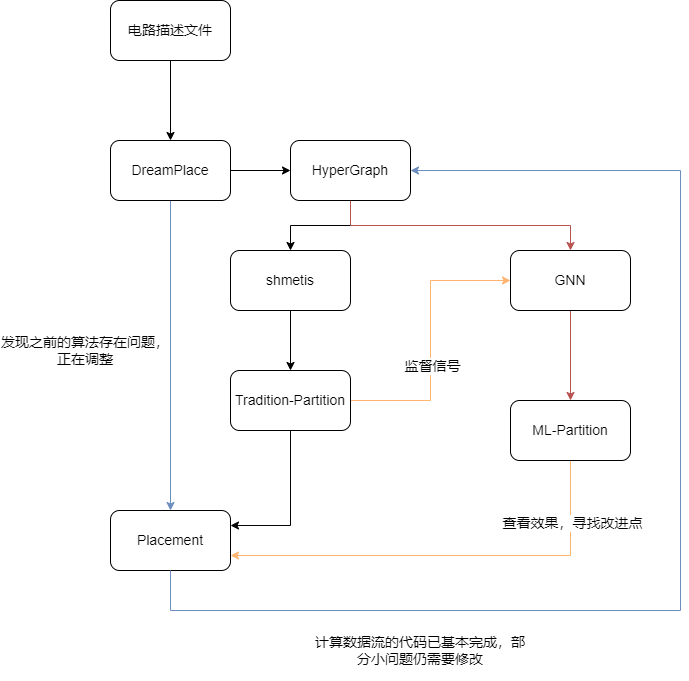 电路描述文件
DreamPlace
HyperGraph
shmetis
GNN
发现之前的算法存在问题，
正在调整
监督信号
Tradition-Partition
ML-Partition
查看效果，寻找改进点
Placement
计算数据流的代码已基本完成，部
分小问题仍需要修改